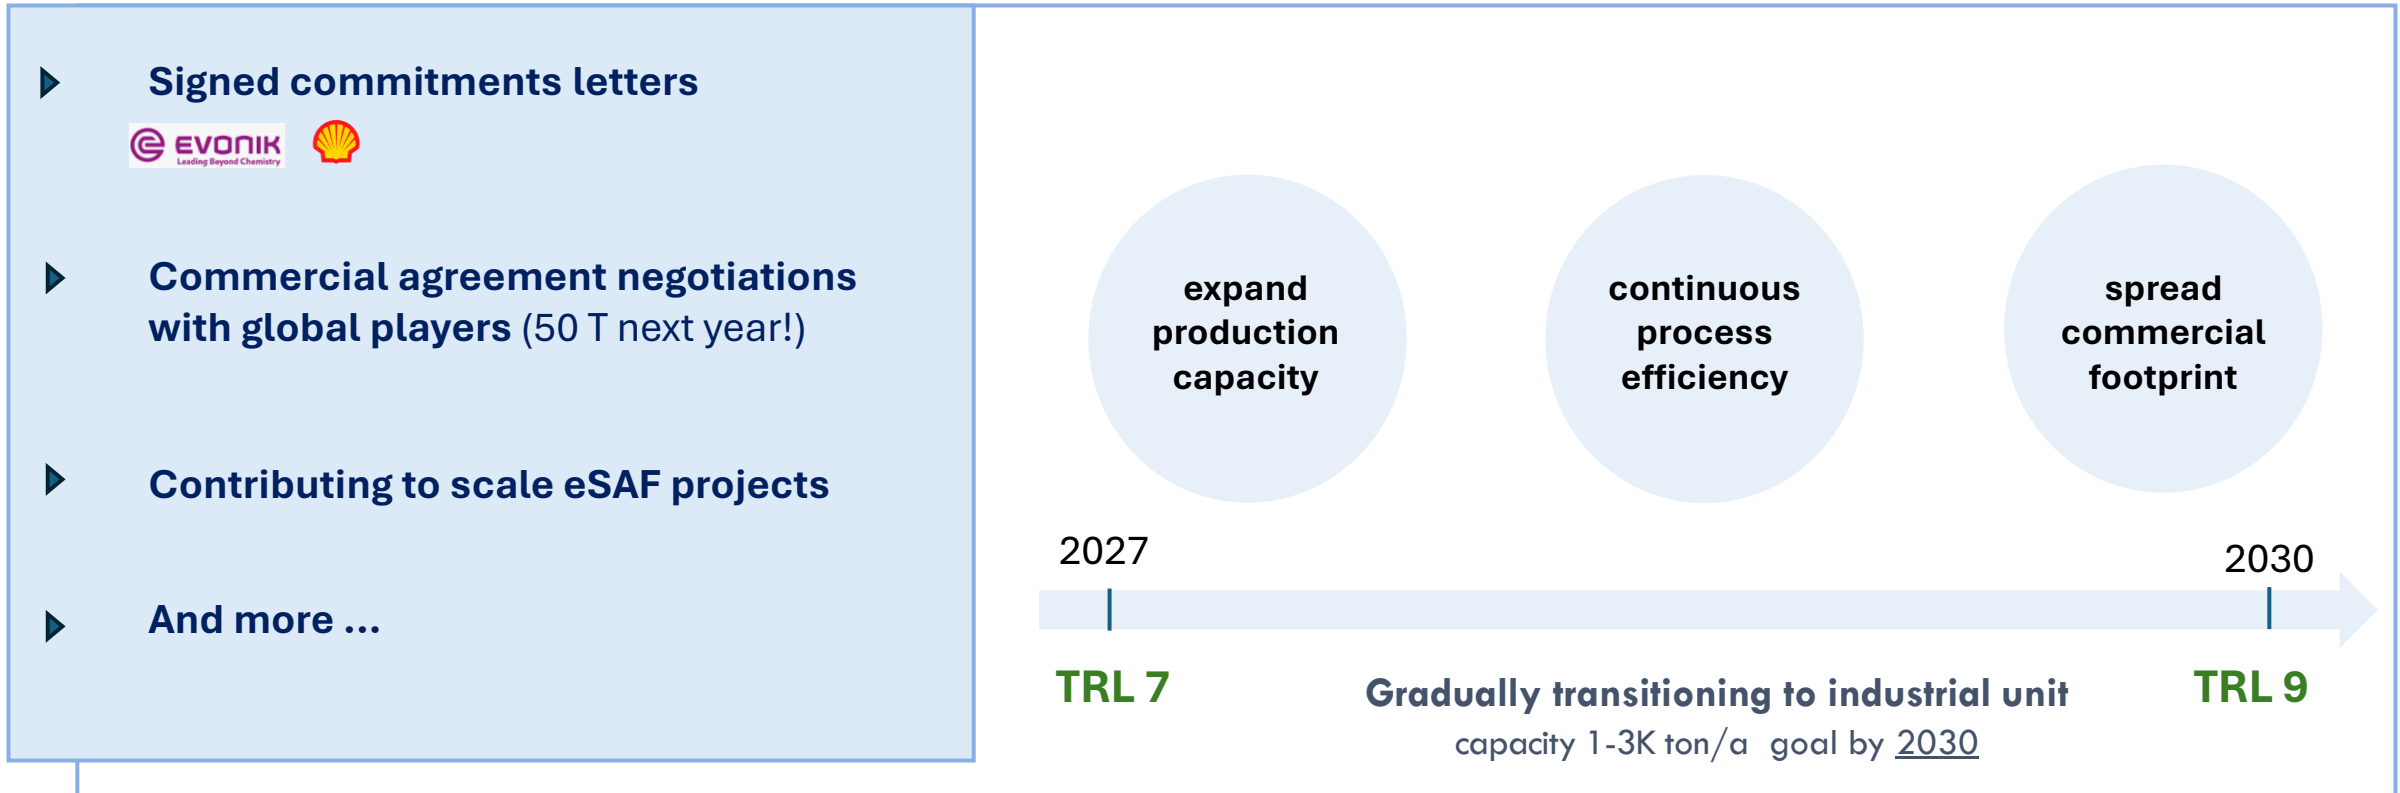 Signed commitments letters
EVONIK
Leading Beyond Chemistry
Commercial agreement negotiations
with global players (50 T next year!)
Contributing to scale eSAF projects
And more ...
expand
production
capacity
continuous
process
efficiency
spread
commercial
footprint
2027
2030
TRL 7
Gradually transitioning to industrial unit
capacity 1-3K ton/a goal by 2030
TRL 9